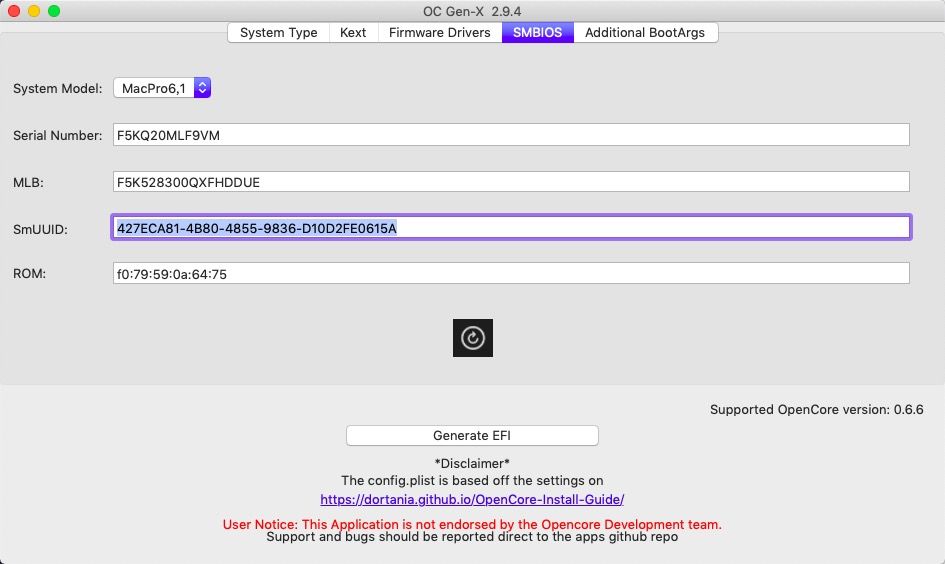 OC Gen-X 2.9.4
System Type Kext Firmware Drivers SMBIOS Additional BootArgs
System Model: MacPro6,1
Serial Number: F5KQ20MLF9VM
MLB: F5K528300QXFHDDUE
SmUUID: 427ECA81-4B80-4855-9836-D10D2FE0615A
ROM: f0:79:59:0a:64:75
Supported OpenCore version: 0.6.6
Generate EFI
*Disclaimer*
The config.plist is based off the settings on
https://dortania.github.io/OpenCore-Install-Guide/
User Notice: This Application is not endorsed by the Opencore Development team.
Support and bugs should be reported direct to the apps github repo